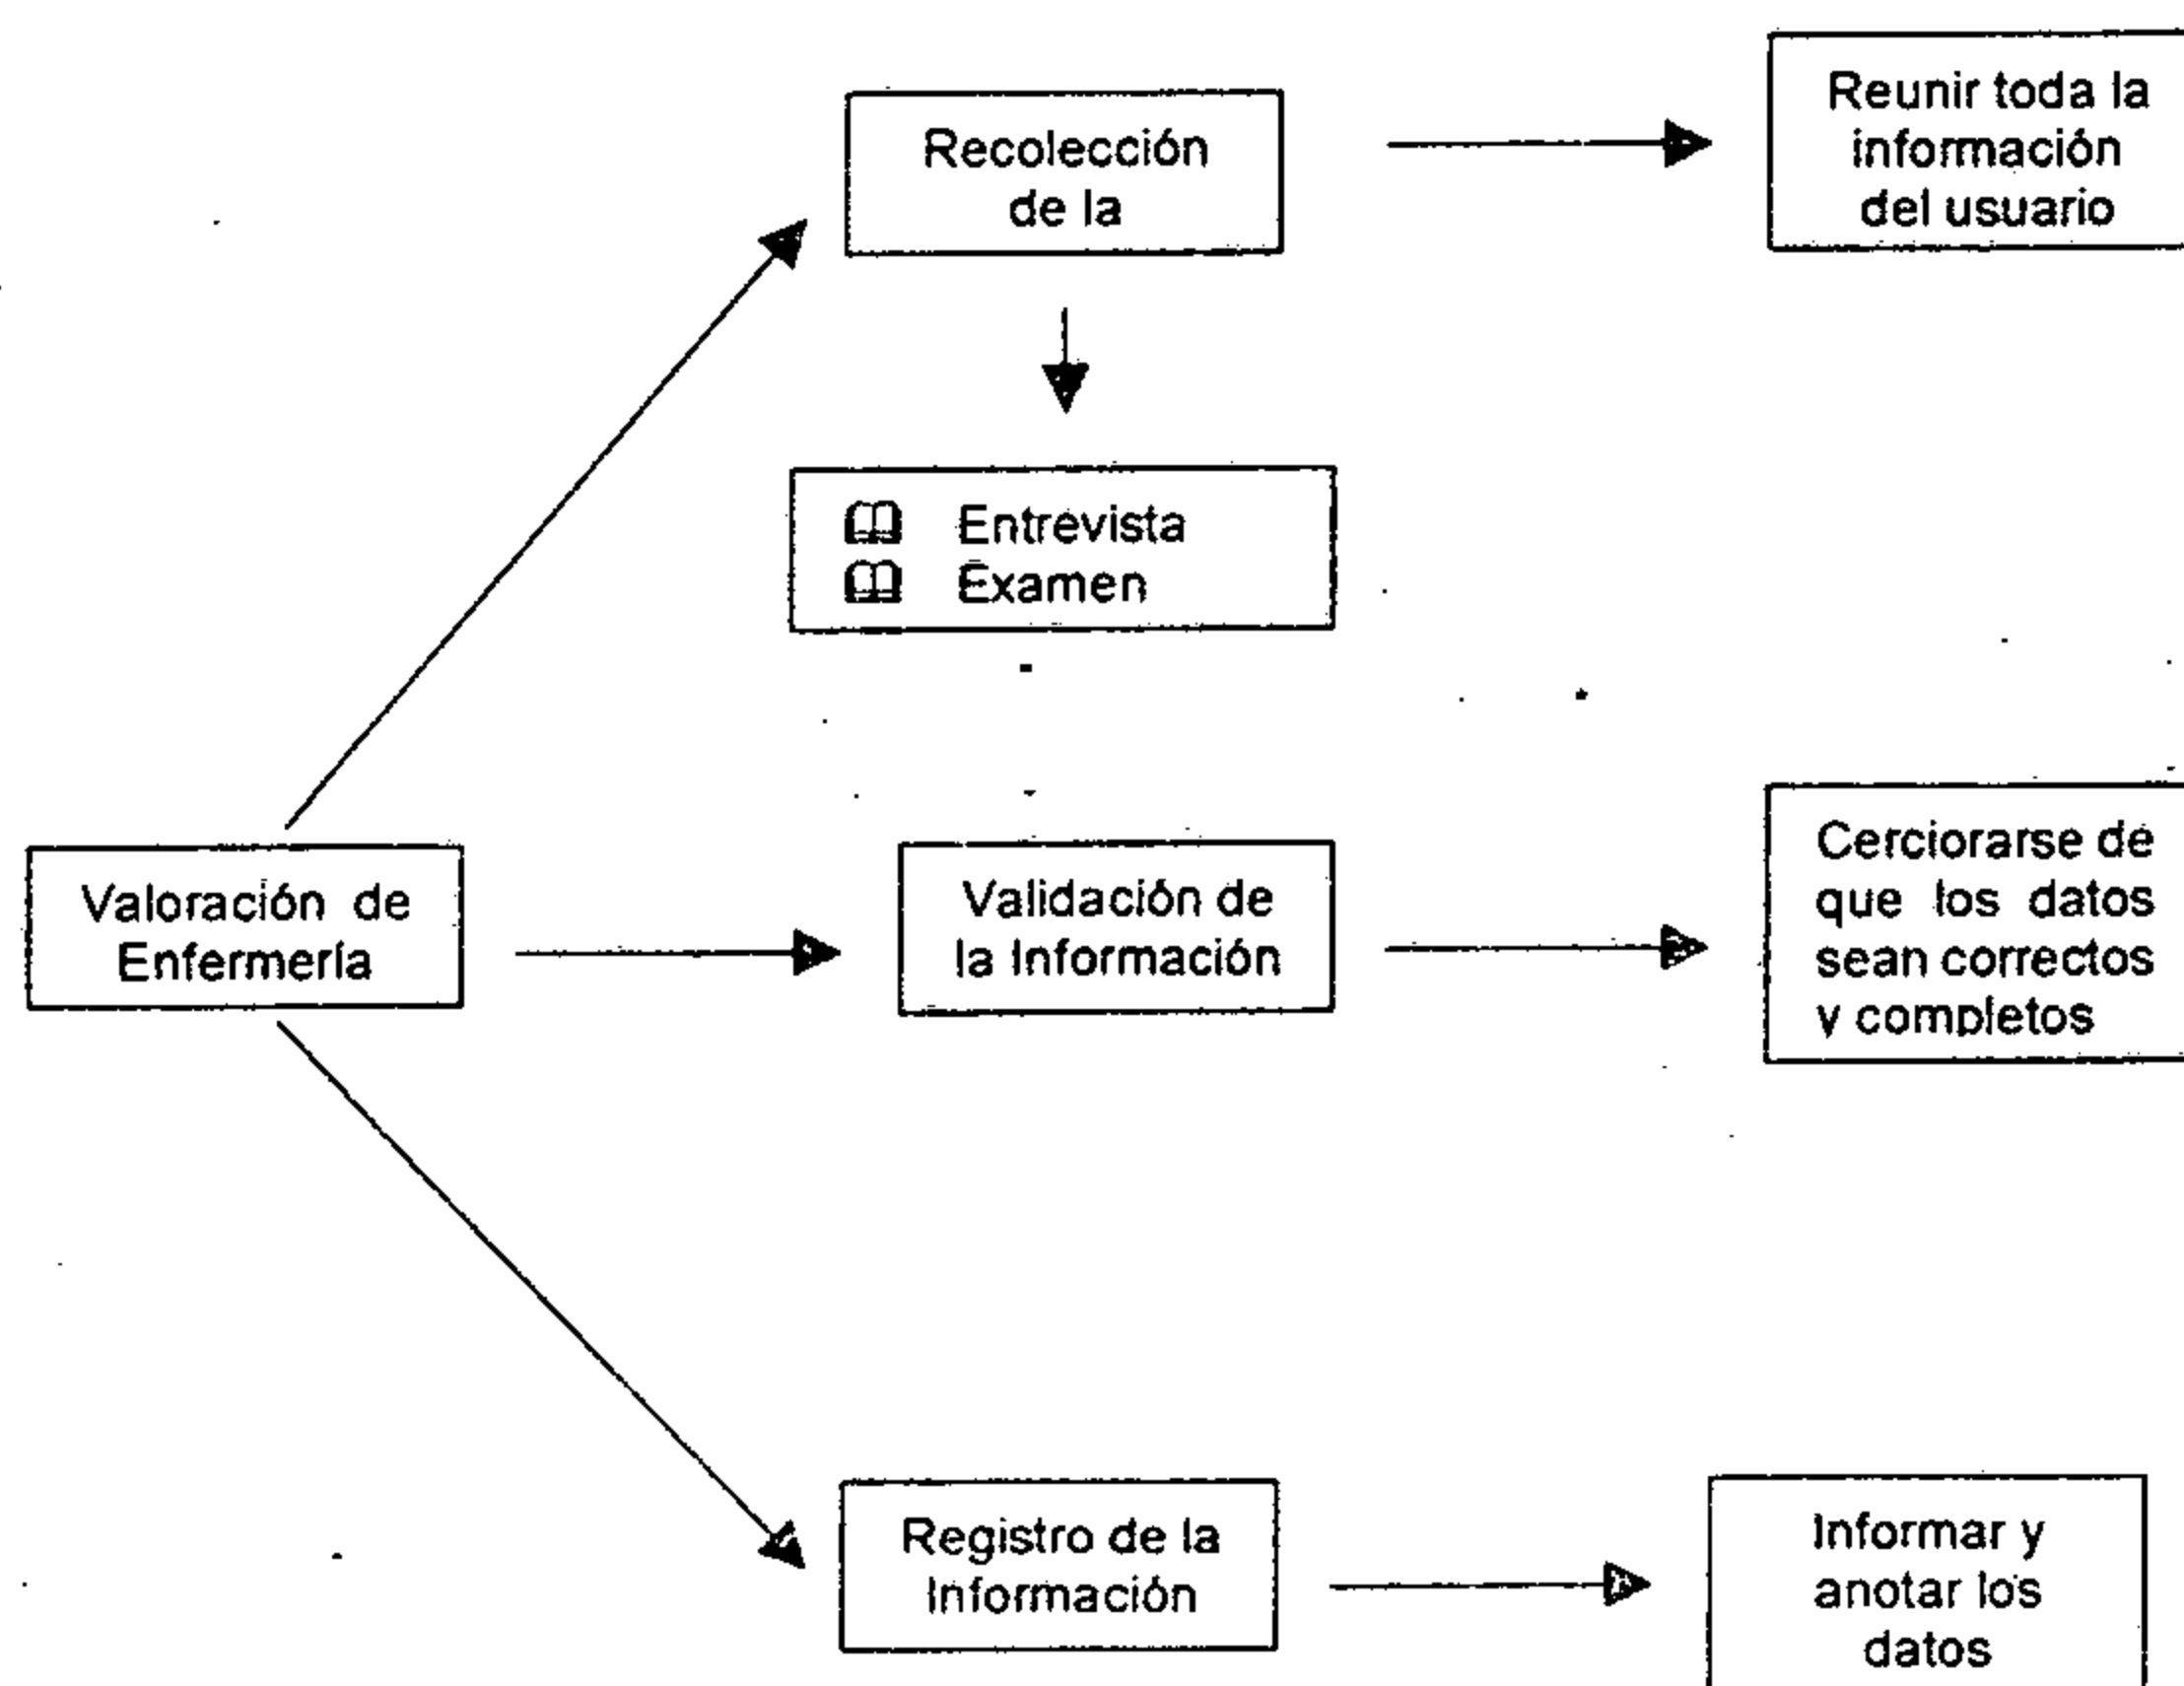 Recolección
de la
Reunir toda la
información
del usuario
Entrevista
Examen
Valoración de
Enfermería
Validación de
la Información
Cerciorarse de
que los datos
sean correctos
y completos
Registro de la
Información
Informar y
anotar los
datos